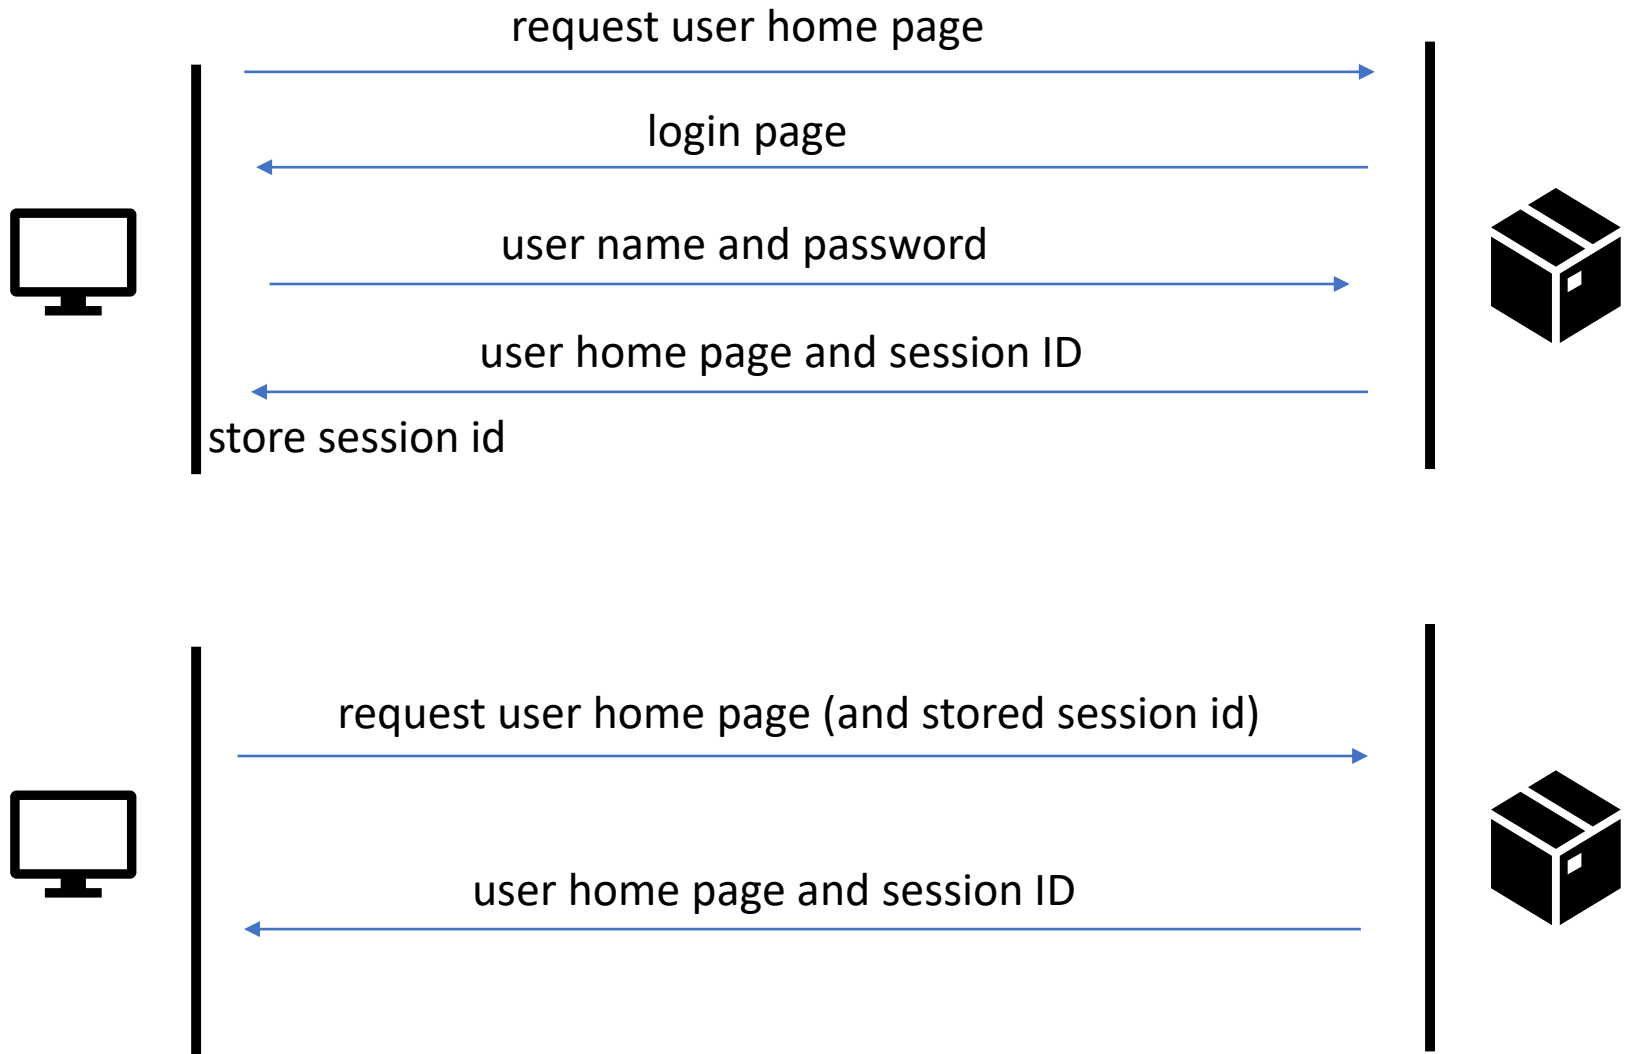 request user home page
login page
user name and password
user home page and session ID
store session id
request user home page (and stored session id)
user home page and session ID